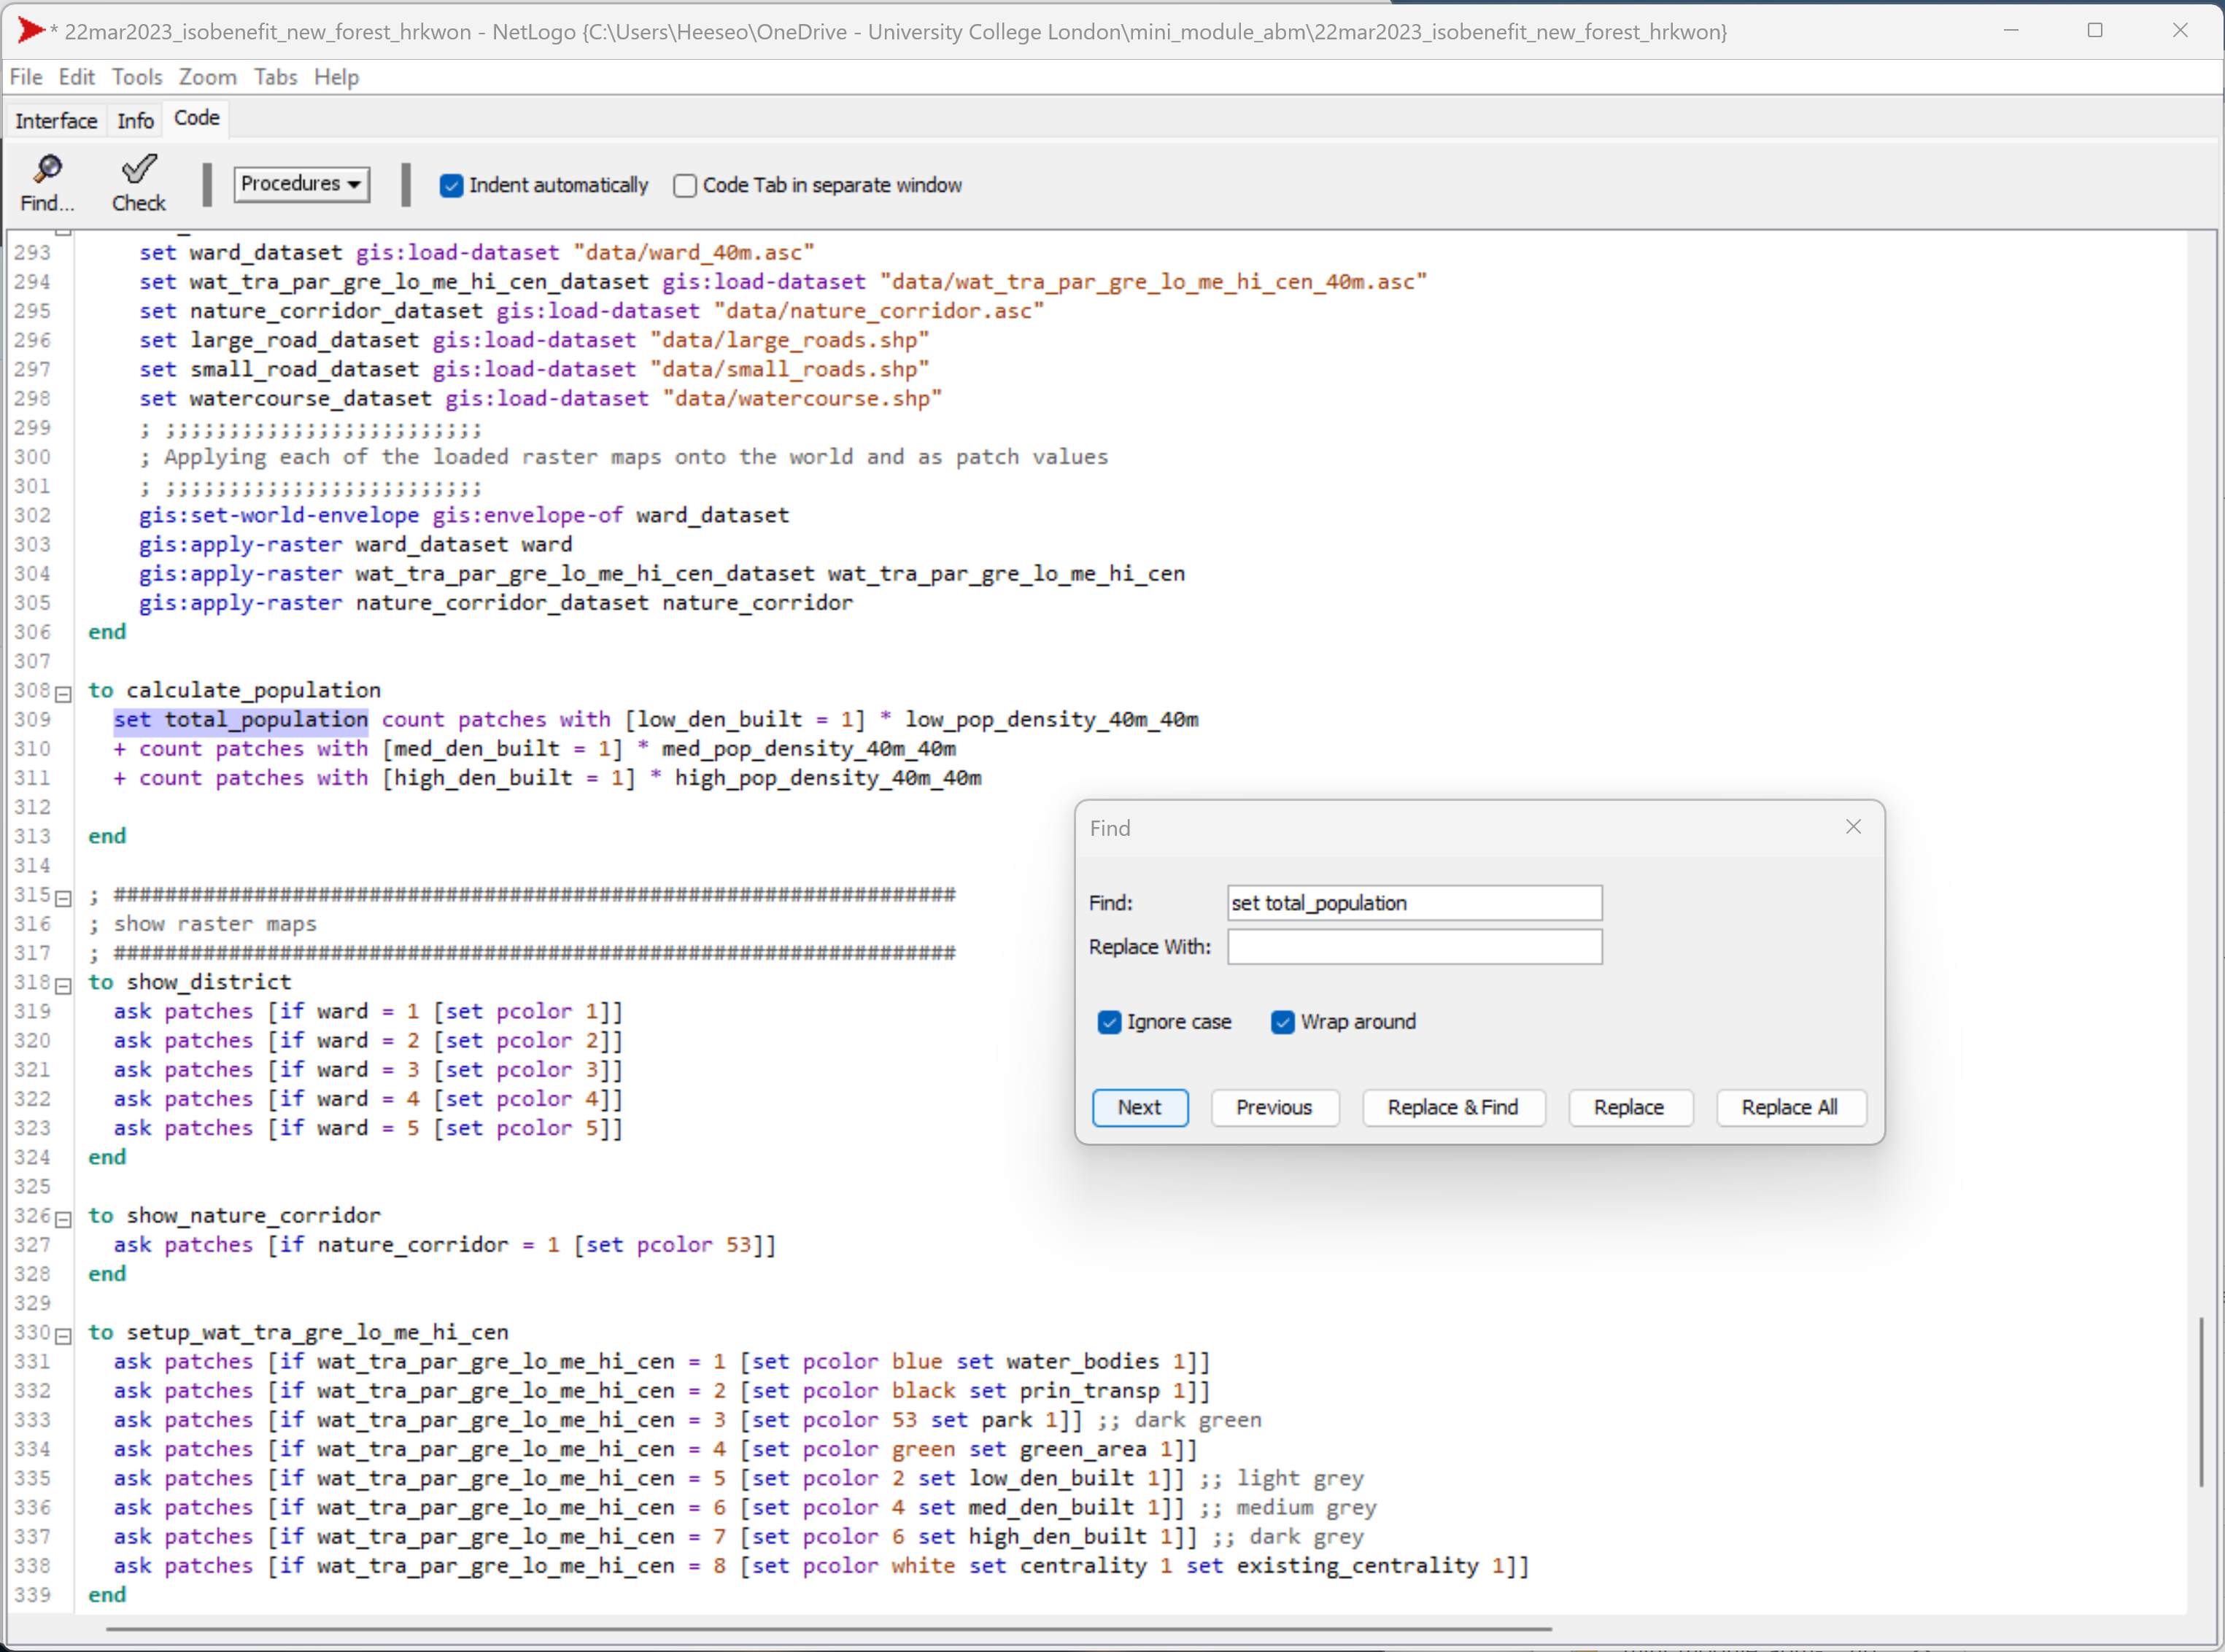 * 22mar2023_isobenefit_new_forest_hrkwon - NetLogo {C:\Users\Heeseo\OneDrive - University College London\mini_module_abm\22mar2023_isobenefit_new_forest_hrkwon}
File Edit Tools Zoom Tabs Help
Interface Info Code
Find... Check Procedures Indent automatically Code Tab in separate window
293 set ward_dataset gis:load-dataset "data/ward_40m.asc"
294 set wat_tra_par_gre_lo_me_hi_cen_dataset gis:load-dataset "data/wat_tra_par_gre_lo_me_hi_cen_40m.asc"
295 set nature_corridor_dataset gis:load-dataset "data/nature_corridor.asc"
296 set large_road_dataset gis:load-dataset "data/large_roads.shp"
297 set small_road_dataset gis:load-dataset "data/small_roads.shp"
298 set watercourse_dataset gis:load-dataset "data/watercourse.shp"
299 ; ;;;;;;;;;;;;;;;;;;;;;;;;;
300 ; Applying each of the loaded raster maps onto the world and as patch values
301 ; ;;;;;;;;;;;;;;;;;;;;;;;;;
302 gis:set-world-envelope gis:envelope-of ward_dataset
303 gis:apply-raster ward_dataset ward
304 gis:apply-raster wat_tra_par_gre_lo_me_hi_cen_dataset wat_tra_par_gre_lo_me_hi_cen
305 gis:apply-raster nature_corridor_dataset nature_corridor
306 end
307
308 to calculate_population
309 set total_population count patches with [low_den_built = 1] * low_pop_density_40m_40m
310 + count patches with [med_den_built = 1] * med_pop_density_40m_40m
311 + count patches with [high_den_built = 1] * high_pop_density_40m_40m
312
313 end
314
315 ; ##################################################################
316 ; show raster maps
317 ; ##################################################################
318 to show_district
319 ask patches [if ward = 1 [set pcolor 1]]
320 ask patches [if ward = 2 [set pcolor 2]]
321 ask patches [if ward = 3 [set pcolor 3]]
322 ask patches [if ward = 4 [set pcolor 4]]
323 ask patches [if ward = 5 [set pcolor 5]]
324 end
325
326 to show_nature_corridor
327 ask patches [if nature_corridor = 1 [set pcolor 53]]
328 end
329
330 to setup_wat_tra_gre_lo_me_hi_cen
331 ask patches [if wat_tra_par_gre_lo_me_hi_cen = 1 [set pcolor blue set water_bodies 1]]
332 ask patches [if wat_tra_par_gre_lo_me_hi_cen = 2 [set pcolor black set prin_transp 1]]
333 ask patches [if wat_tra_par_gre_lo_me_hi_cen = 3 [set pcolor 53 set park 1]] ;; dark green
334 ask patches [if wat_tra_par_gre_lo_me_hi_cen = 4 [set pcolor green set green_area 1]]
335 ask patches [if wat_tra_par_gre_lo_me_hi_cen = 5 [set pcolor 2 set low_den_built 1]] ;; light grey
336 ask patches [if wat_tra_par_gre_lo_me_hi_cen = 6 [set pcolor 4 set med_den_built 1]] ;; medium grey
337 ask patches [if wat_tra_par_gre_lo_me_hi_cen = 7 [set pcolor 6 set high_den_built 1]] ;; dark grey
338 ask patches [if wat_tra_par_gre_lo_me_hi_cen = 8 [set pcolor white set centrality 1 set existing_centrality 1]]
339 end
Find
Find: set total_population
Replace With:
Ignore case Wrap around
Next Previous Replace & Find Replace Replace All